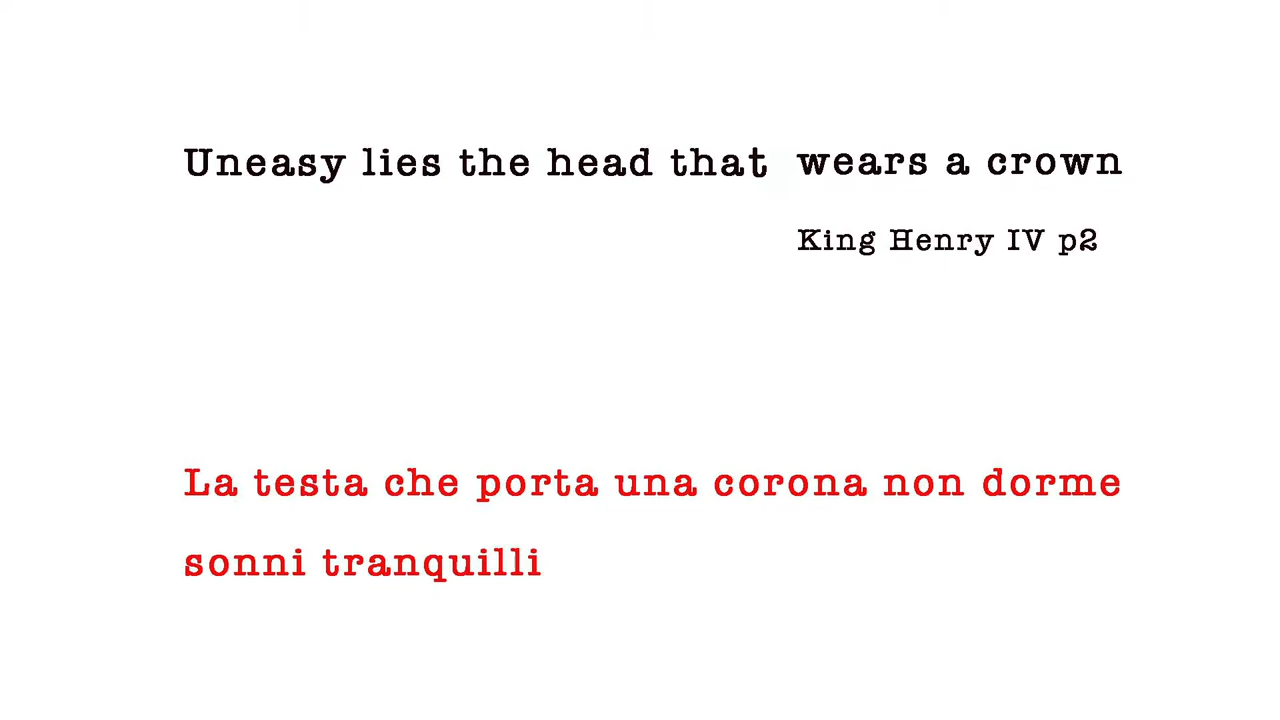 Uneasy lies the head that wears a crown
King Henry IV p2
La testa che porta una corona non dorme
sonni tranquilli